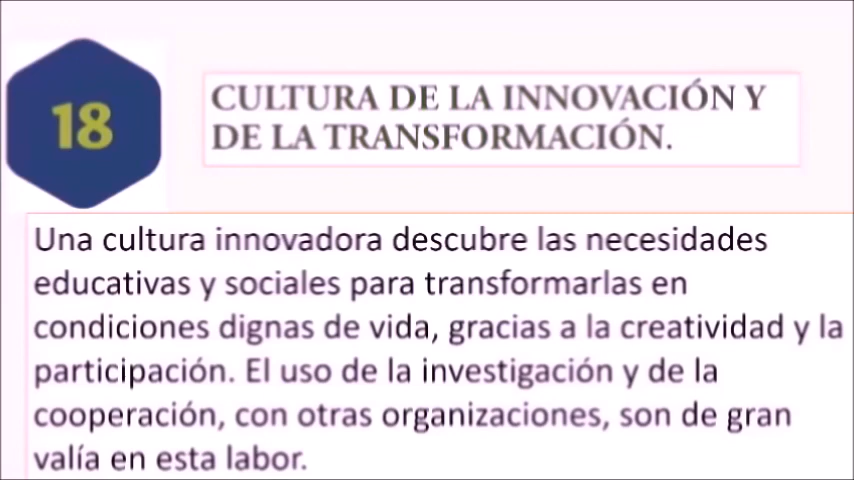 18
CULTURA DE LA INNOVACIÓN Y
DE LA TRANSFORMACIÓN.
Una cultura innovadora descubre las necesidades
educativas y sociales para transformarlas en
condiciones dignas de vida, gracias a la creatividad y la
participación. El uso de la investigación y de la
cooperación, con otras organizaciones, son de gran
valía en esta labor.